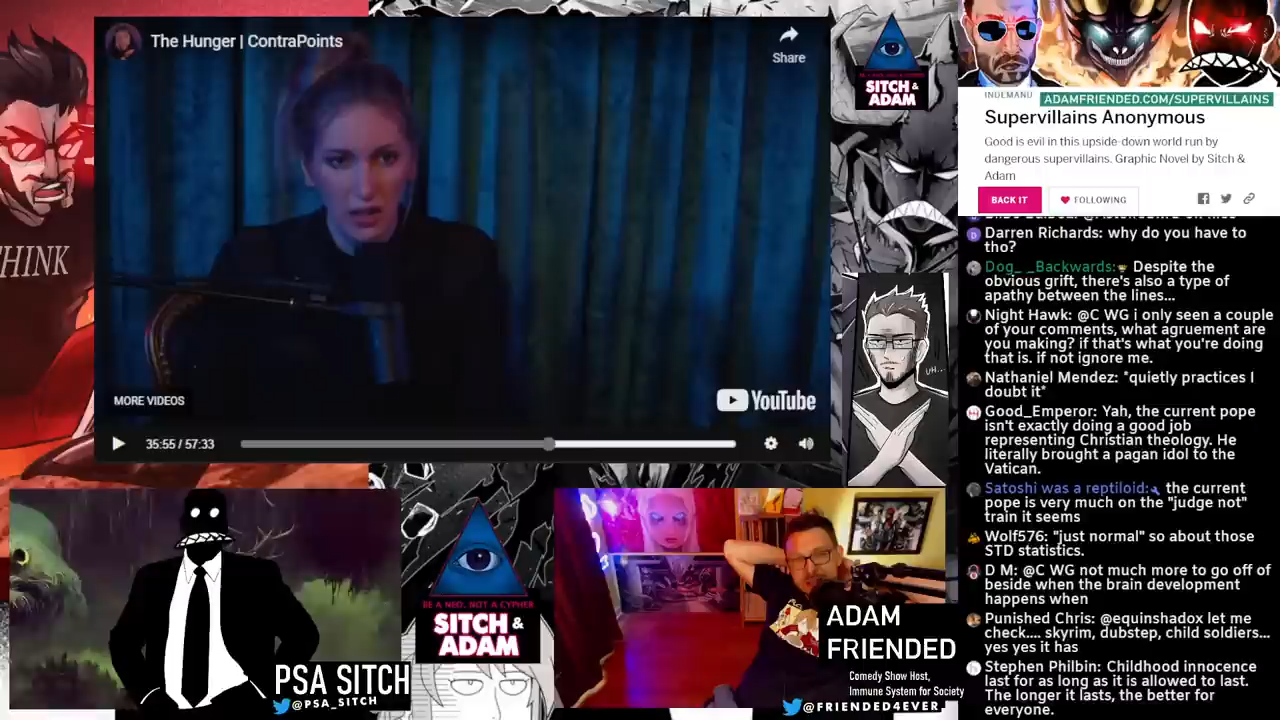 The Hunger | ContraPoints
Share
MORE VIDEOS
YouTube
35:55 / 57:33
THINK
SITCH &
ADAM
INDEMAND
ADAMFRIENDED.COM/SUPERVILLAINS
Supervillains Anonymous
Good is evil in this upside-down world run by
dangerous supervillains. Graphic Novel by Sitch &
Adam
BACK IT
FOLLOWING
Darren Richards: why do you have to
tho?
Dog_ _Backwards: Despite the
obvious grift, there's also a type of
apathy between the lines...
Night Hawk: @C WG i only seen a couple
of your comments, what agruement are
you making? if that's what you're doing
that is. if not ignore me.
Nathaniel Mendez: *quietly practices I
doubt it*
Good_Emperor: Yah, the current pope
isn't exactly doing a good job
representing Christian theology. He
literally brought a pagan idol to the
Vatican.
Satoshi was a reptiloid: the current
pope is very much on the "judge not"
train it seems
Wolf576: "just normal" so about those
STD statistics.
D M: @C WG not much more to go off of
beside when the brain development
happens when
Punished Chris: @equinshadox let me
check.... skyrim, dubstep, child soldiers...
yes yes it has
Stephen Philbin: Childhood innocence
last for as long as it is allowed to last.
The longer it lasts, the better for
everyone.
UH...
PSA SITCH
@PSA_SITCH
BE A NEO, NOT A CYPHER
SITCH &
ADAM
ADAM
FRIENDED
Comedy Show Host,
Immune System for Society
@FRIENDED4EVER